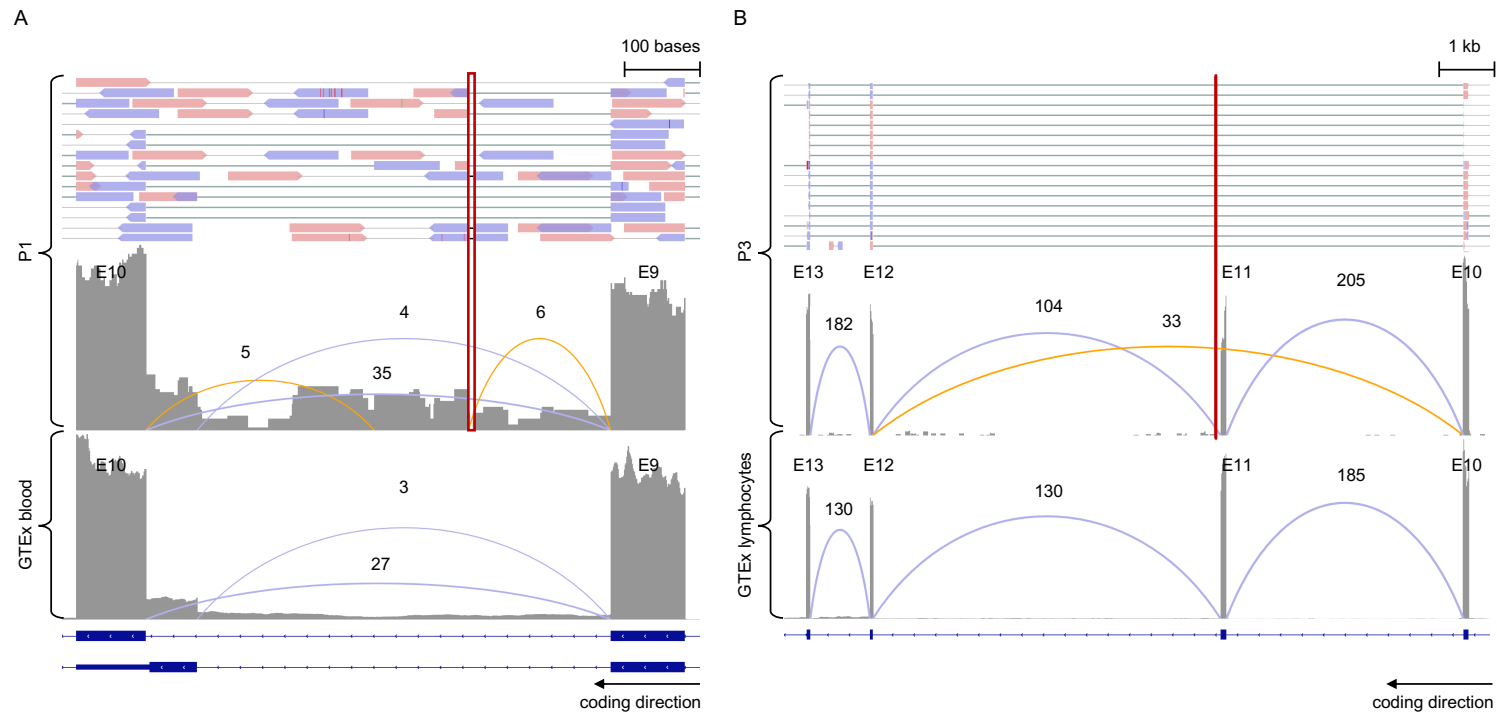 A
100 bases
P1
E10
E9
4
6
5
35
GTEx blood
E10
E9
3
27
coding direction
B
1 kb
P3
E13
E12
E11
E10
205
104
33
182
GTEx lymphocytes
E13
E12
E11
E10
185
130
130
coding direction